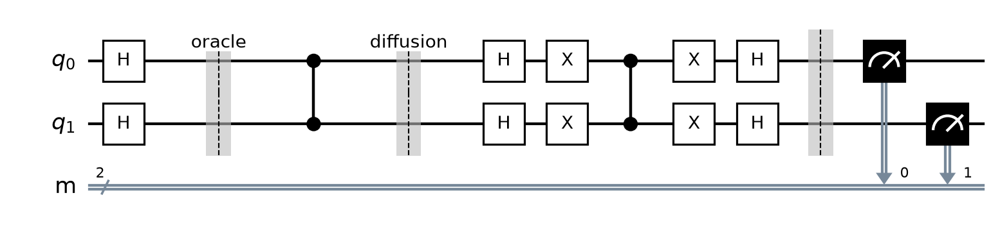 oracle diffusion
q0 H H X X H
q1 H H X X H
m 2 0 1